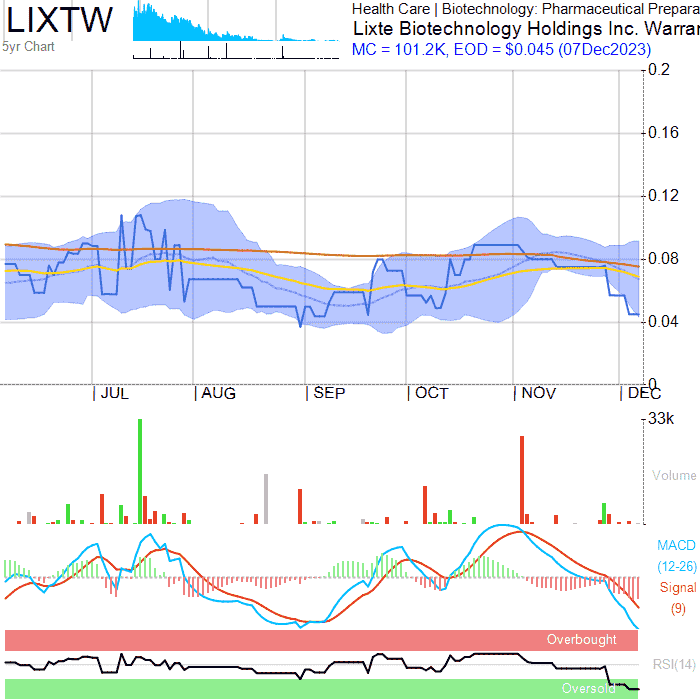 LIXTW
5yr Chart
Health Care | Biotechnology: Pharmaceutical Prepara
Lixte Biotechnology Holdings Inc. Warran
MC = 101.2K, EOD = $0.045 (07Dec2023)
0.2
0.16
0.12
0.08
0.04
0
JUL
AUG
SEP
OCT
NOV
DEC
33k
Volume
MACD
(12-26)
Signal
(9)
Overbought
RSI(14)
Oversold